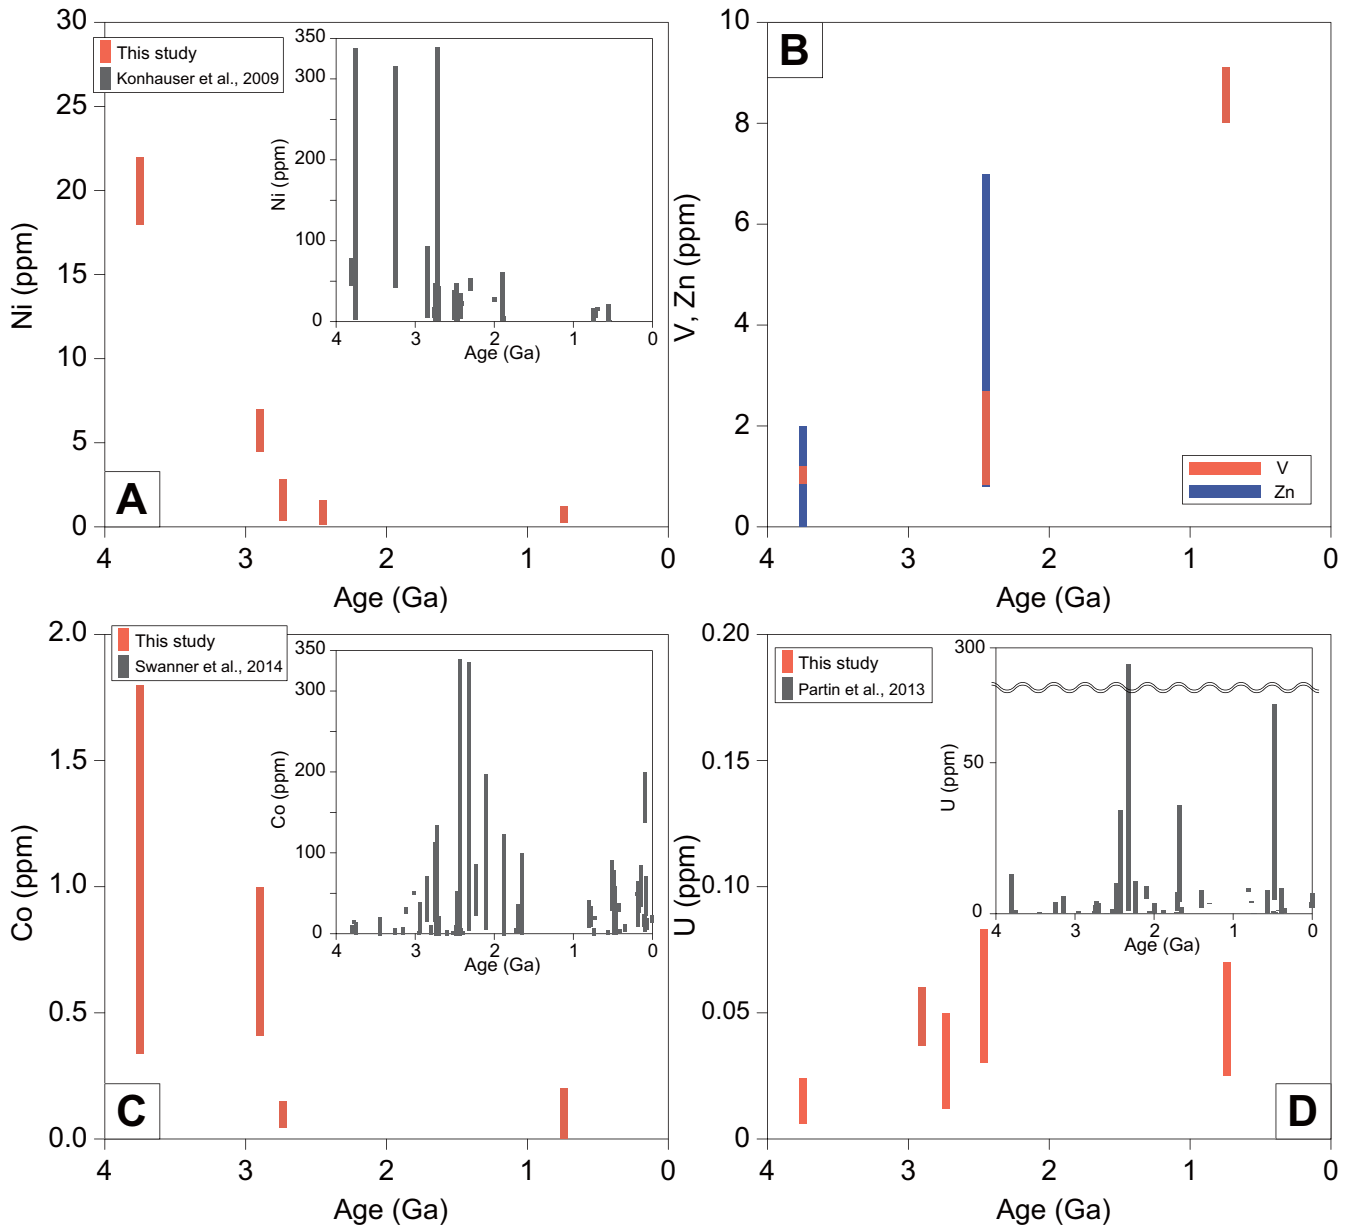 30
25
20
15
10
5
0
Ni (ppm)
This study
Konhauser et al., 2009
350
300
200
100
0
Ni (ppm)
4 3 2 1 0
Age (Ga)
A
4 3 2 1 0
Age (Ga)
10
8
6
4
2
0
V, Zn (ppm)
B
V
Zn
4 3 2 1 0
Age (Ga)
2.0
1.5
1.0
0.5
0.0
Co (ppm)
This study
Swanner et al., 2014
350
300
200
100
0
Co (ppm)
4 3 2 1 0
Age (Ga)
C
4 3 2 1 0
Age (Ga)
0.20
0.15
0.10
0.05
0
U (ppm)
This study
Partin et al., 2013
300
50
0
U (ppm)
4 3 2 1 0
Age (Ga)
D
4 3 2 1 0
Age (Ga)